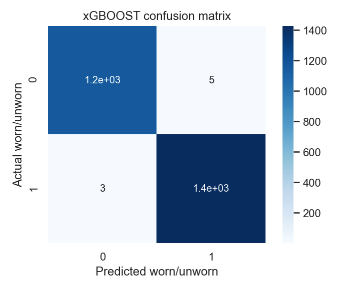 xGBOOST confusion matrix
Actual worn/unworn
0
1.2e+03
5
1
3
1.4e+03
0
1
Predicted worn/unworn
1400
1200
1000
800
600
400
200